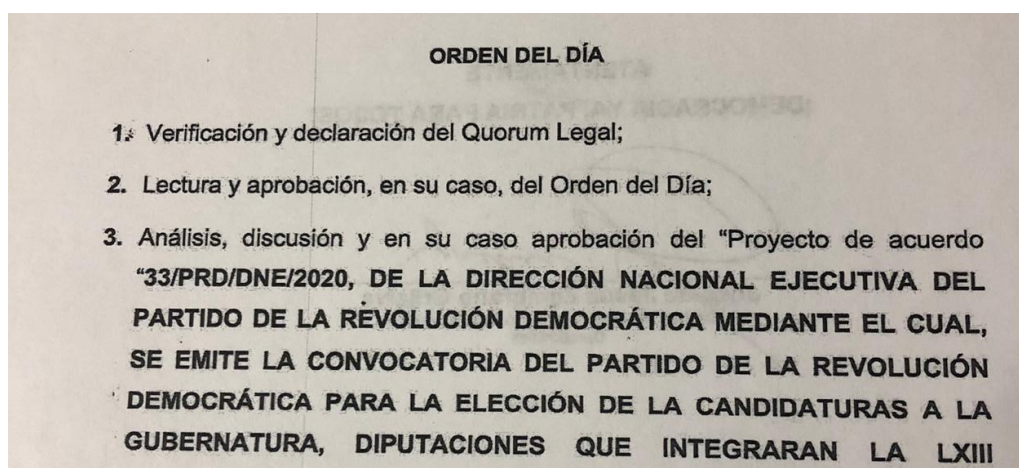 ORDEN DEL DÍA
1. Verificación y declaración del Quorum Legal;
2. Lectura y aprobación, en su caso, del Orden del Día;
3. Análisis, discusión y en su caso aprobación del “Proyecto de acuerdo
“33/PRD/DNE/2020, DE LA DIRECCIÓN NACIONAL EJECUTIVA DEL
PARTIDO DE LA REVOLUCIÓN DEMOCRÁTICA MEDIANTE EL CUAL,
SE EMITE LA CONVOCATORIA DEL PARTIDO DE LA REVOLUCIÓN
DEMOCRÁTICA PARA LA ELECCIÓN DE LA CANDIDATURAS A LA
GUBERNATURA, DIPUTACIONES QUE INTEGRARAN LA LXIII